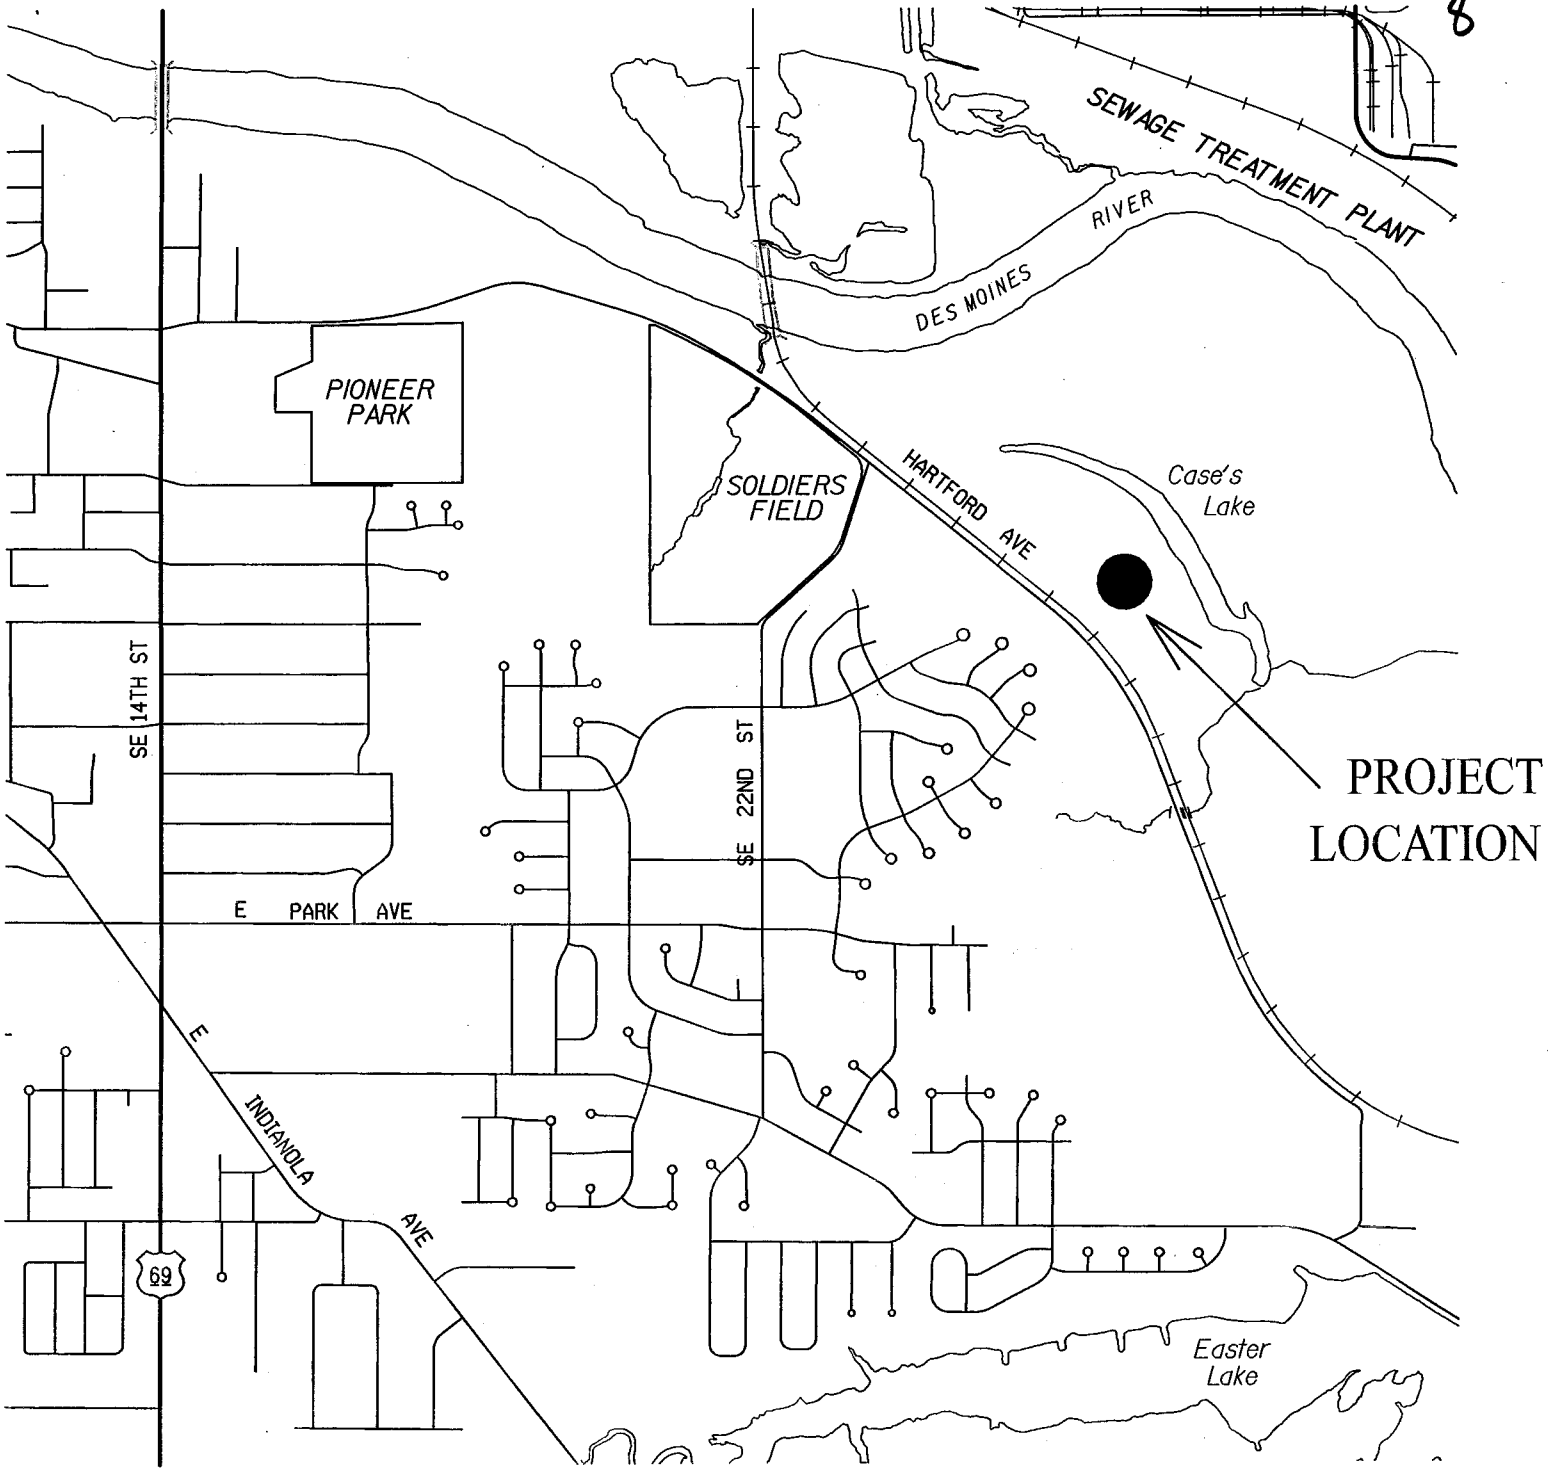 8
SEWAGE TREATMENT PLANT
RIVER
DES MOINES
PIONEER
PARK
SOLDIERS
FIELD
HARTFORD AVE
Case's
Lake
SE 14TH ST
SE 22ND ST
PROJECT
LOCATION
E PARK AVE
E INDIANOLA AVE
69
Easter
Lake